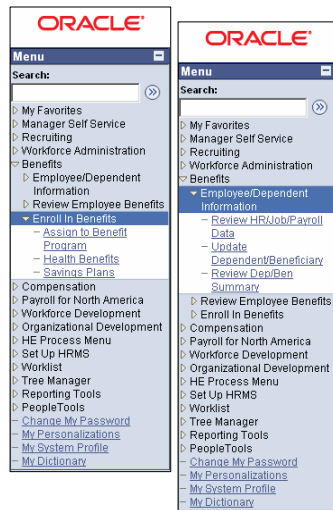 ORACLE
Menu
Search:
My Favorites
Manager Self Service
Recruiting
Workforce Administration
Benefits
Employee/Dependent
Information
Review Employee Benefits
Enroll In Benefits
– Assign to Benefit
Program
– Health Benefits
– Savings Plans
Compensation
Payroll for North America
Workforce Development
Organizational Development
HE Process Menu
Set Up HRMS
Worklist
Tree Manager
Reporting Tools
PeopleTools
– Change My Password
– My Personalizations
– My System Profile
– My Dictionary
ORACLE
Menu
Search:
My Favorites
Manager Self Service
Recruiting
Workforce Administration
Benefits
Employee/Dependent
Information
– Review HR/Job/Payroll
Data
– Update
Dependent/Beneficiary
– Review Dep/Ben
Summary
Review Employee Benefits
Enroll In Benefits
Compensation
Payroll for North America
Workforce Development
Organizational Development
HE Process Menu
Set Up HRMS
Worklist
Tree Manager
Reporting Tools
PeopleTools
– Change My Password
– My Personalizations
– My System Profile
– My Dictionary